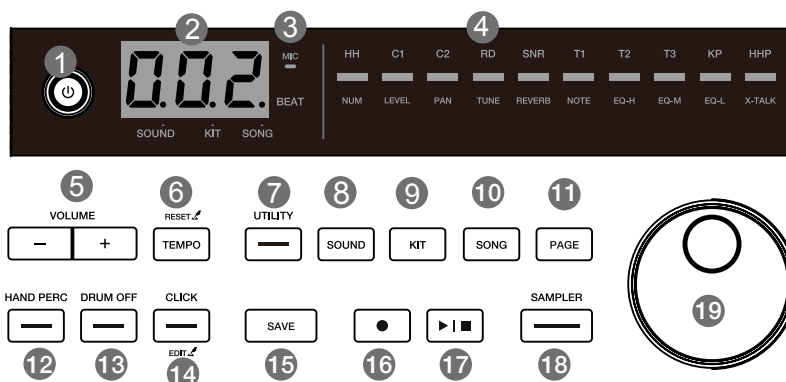 2 3 4
1
MIC HH C1 C2 RD SNR T1 T2 T3 KP HHP
0.0.2.
BEAT NUM LEVEL PAN TUNE REVERB NOTE EQ-H EQ-M EQ-L X-TALK
SOUND KIT SONG
5 6 7 8 9 10 11
VOLUME RESET UTILITY
− + TEMPO SOUND KIT SONG PAGE
19
HAND PERC DRUM OFF CLICK SAMPLER
SAVE
EDIT
12 13 14 15 16 17 18